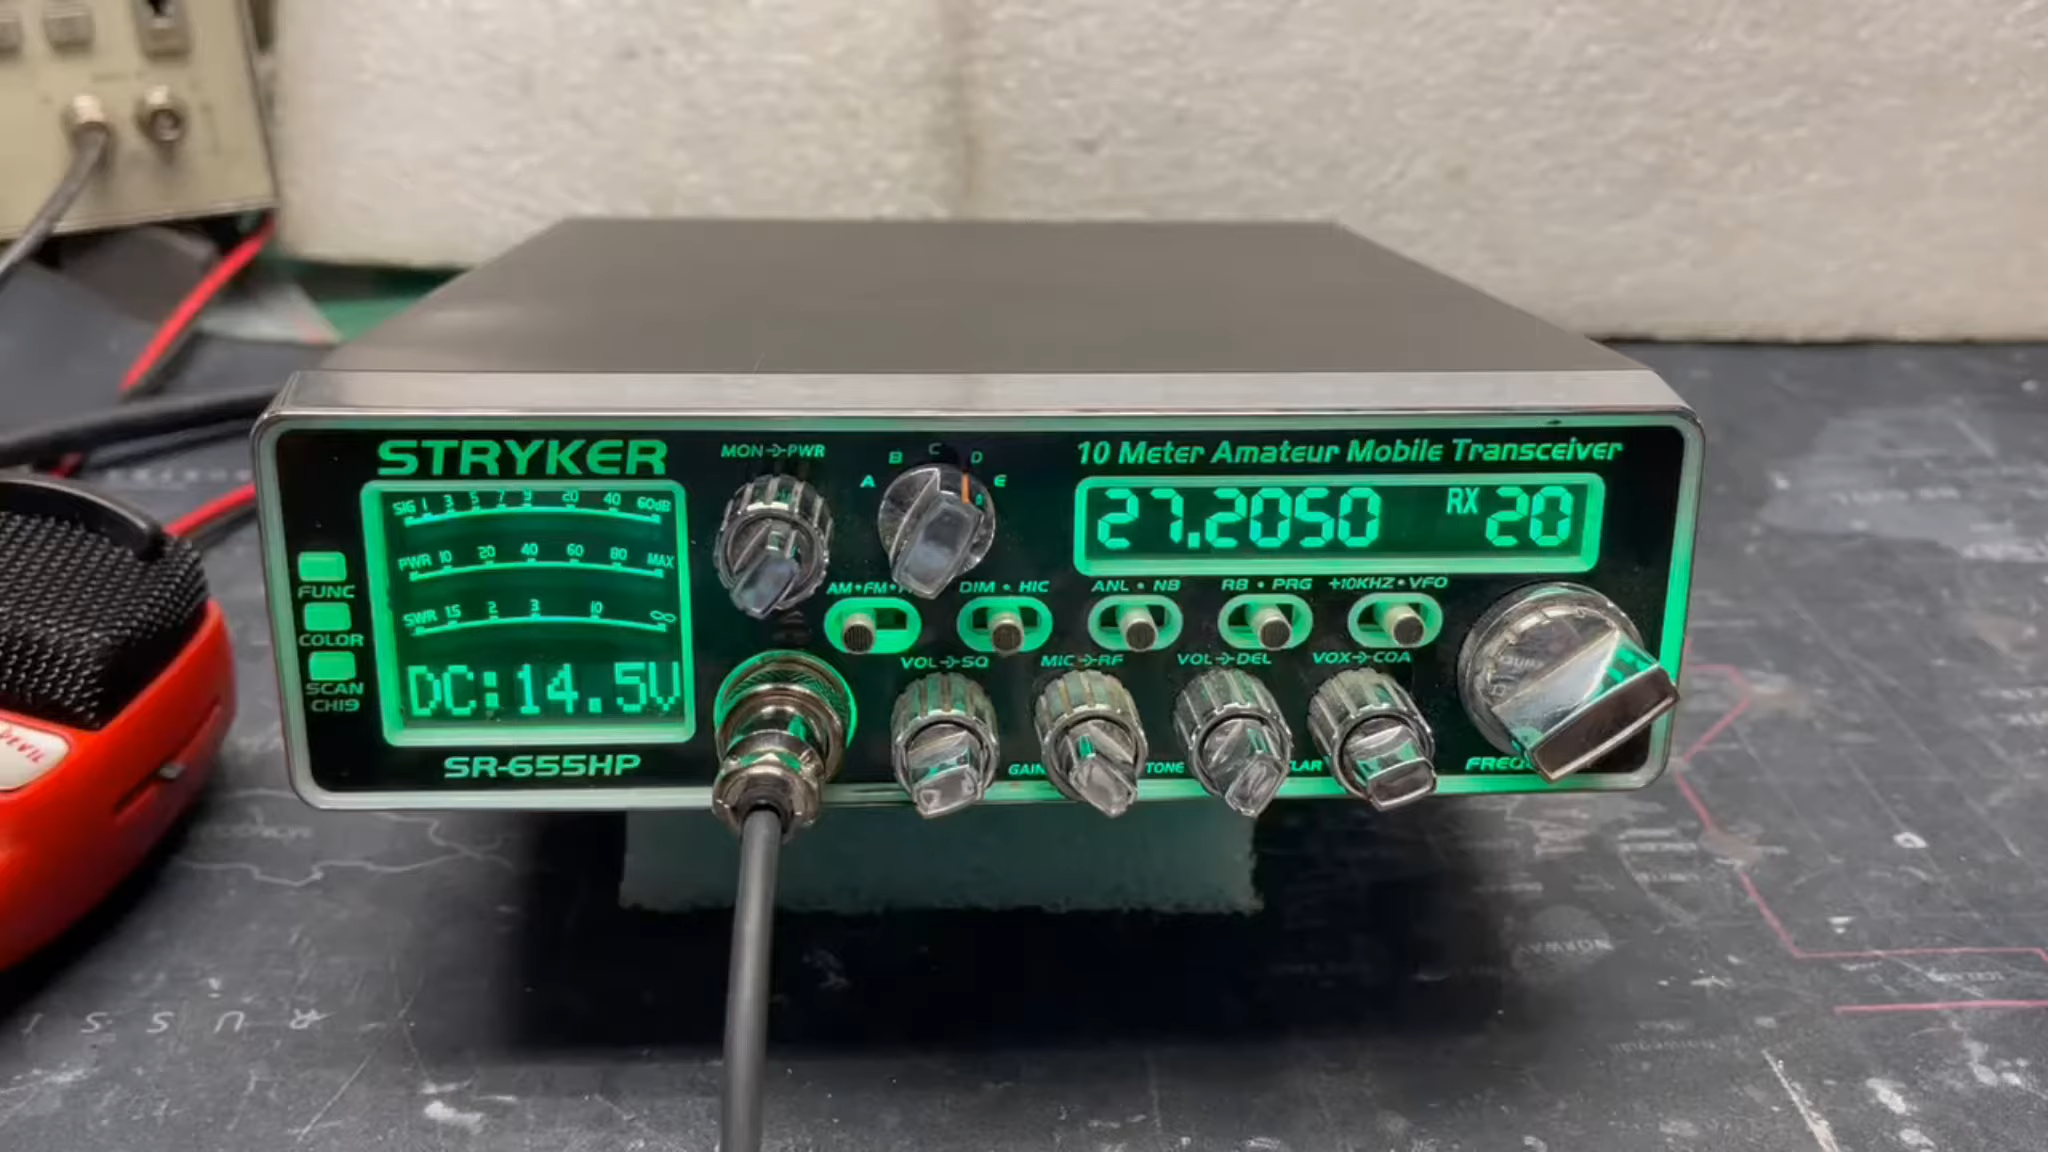 STRYKER
SIG 1 3 5 7 9 20 40 60dB
PWR 10 20 40 60 80 MAX
SWR 1.5 2 3 10 ∞
DC:14.5V
SR-655HP
FUNC
COLOR
SCAN
CH19
MON→PWR
A B C D E
10 Meter Amateur Mobile Transceiver
27.2050 RX 20
AM•FM•
DIM • HIC
ANL • NB
RB • PRG
+10KHZ•VFO
VOL→SQ
MIC→RF
VOL→DEL
VOX→COA
TONE
RUSSI
NORWAY